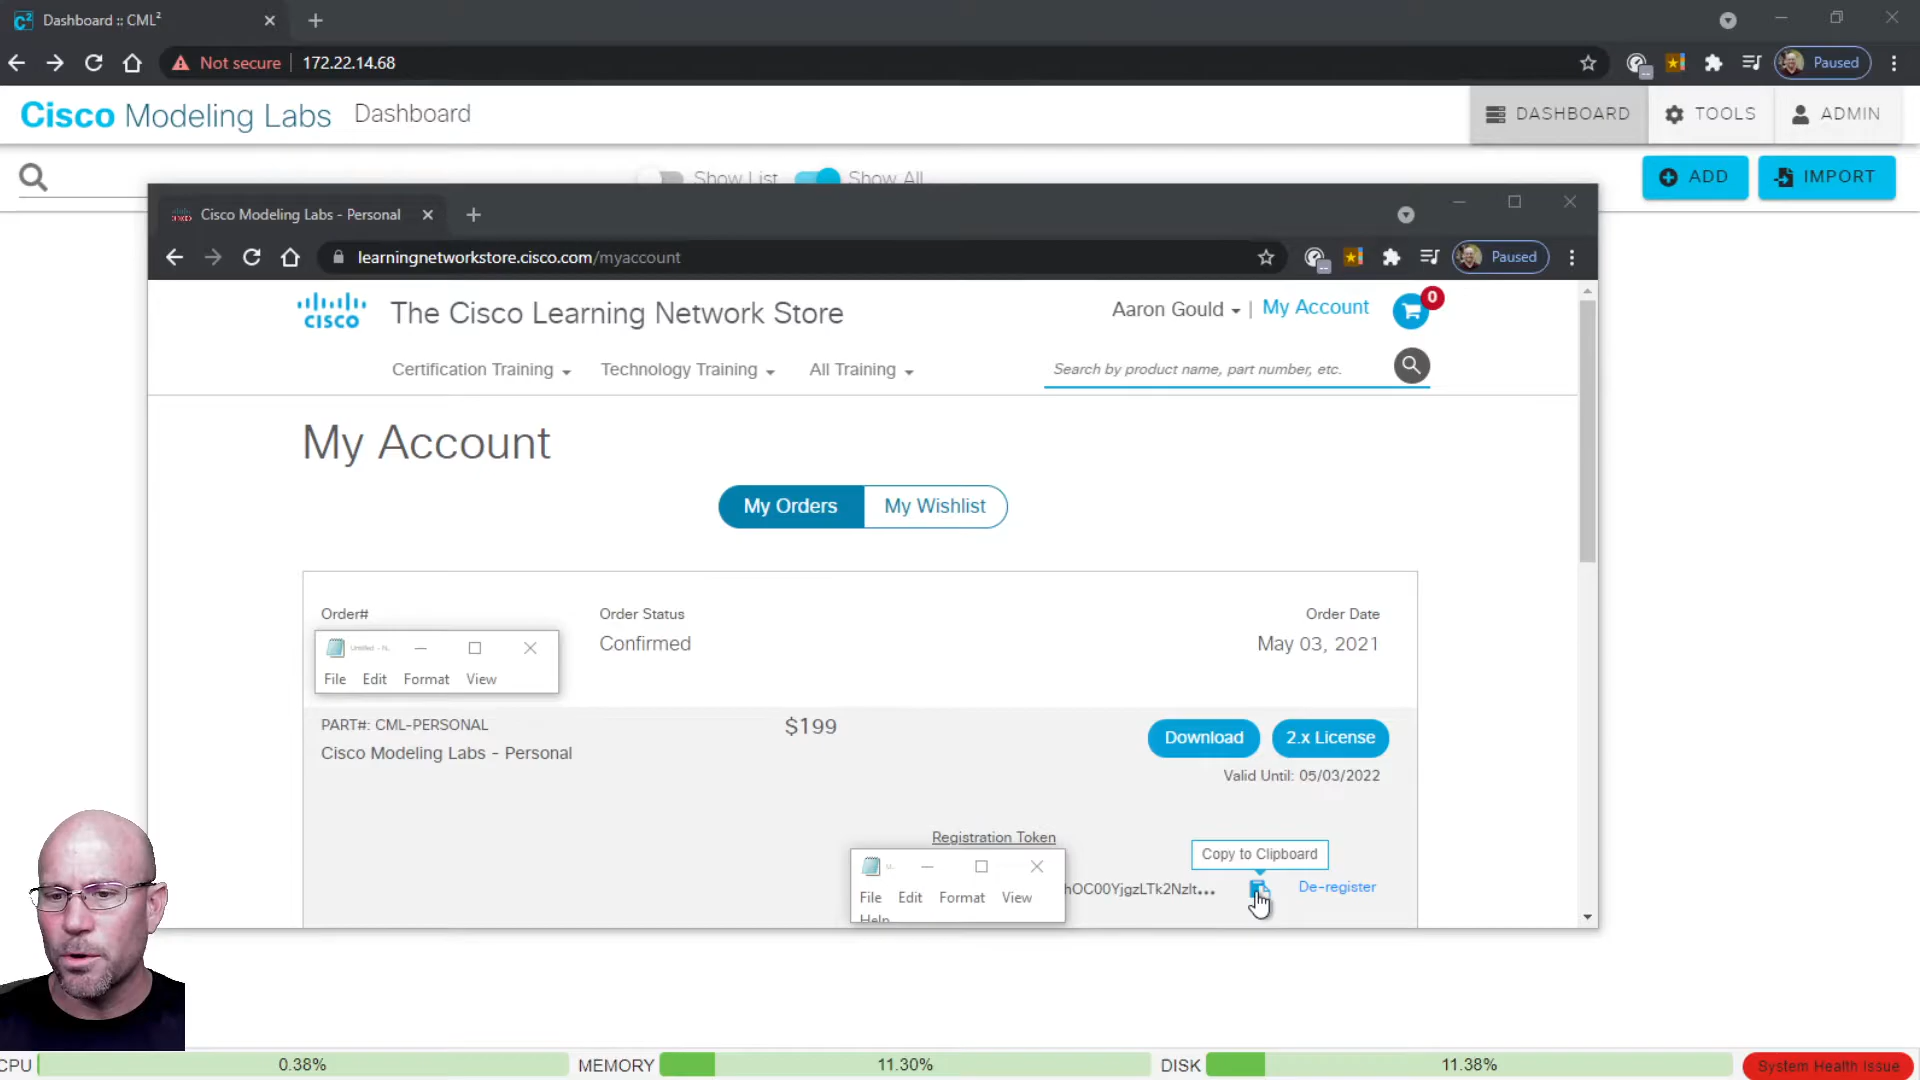 Dashboard :: CML²
Not secure 172.22.14.68
Paused
Cisco Modeling Labs Dashboard
DASHBOARD TOOLS ADMIN
Show List Show All
ADD IMPORT
Cisco Modeling Labs - Personal
learningnetworkstore.cisco.com/myaccount
Paused
CISCO
The Cisco Learning Network Store
Aaron Gould | My Account
0
Certification Training Technology Training All Training
Search by product name, part number, etc.
My Account
My Orders My Wishlist
Order# Order Status Order Date
Confirmed May 03, 2021
Untitled - N..
File Edit Format View
PART#: CML-PERSONAL $199
Cisco Modeling Labs - Personal
Download 2.x License
Valid Until: 05/03/2022
Registration Token
Copy to Clipboard
hOC00YjgzLTk2NzIt... De-register
File Edit Format View
Help
CPU 0.38% MEMORY 11.30% DISK 11.38% System Health Issue